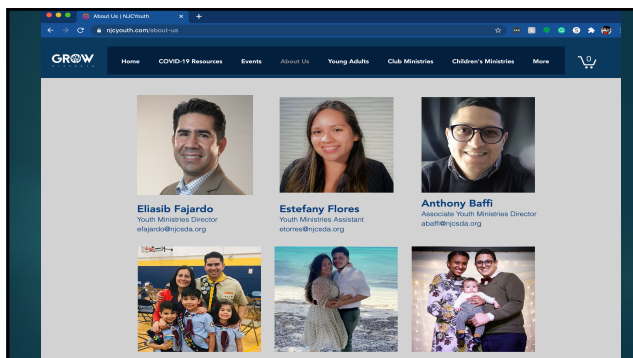 About Us | NJCYouth
njcyouth.com/about-us
GROW
Home COVID-19 Resources Events About Us Young Adults Club Ministries Children's Ministries More
0
Eliasib Fajardo
Youth Ministries Director
efajardo@njcsda.org
Estefany Flores
Youth Ministries Assistant
etorres@njcsda.org
Anthony Baffi
Associate Youth Ministries Director
abaffi@njcsda.org